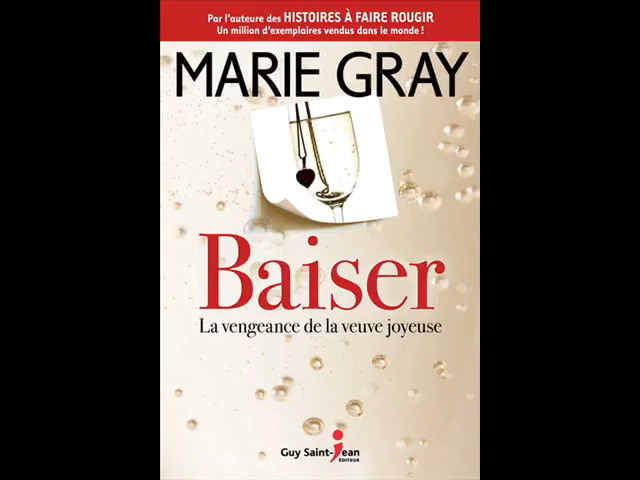 Par l'auteure des HISTOIRES À FAIRE ROUGIR
Un million d'exemplaires vendus dans le monde !
MARIE GRAY
Baiser
La vengeance de la veuve joyeuse
Guy Saint-Jean
ÉDITEUR